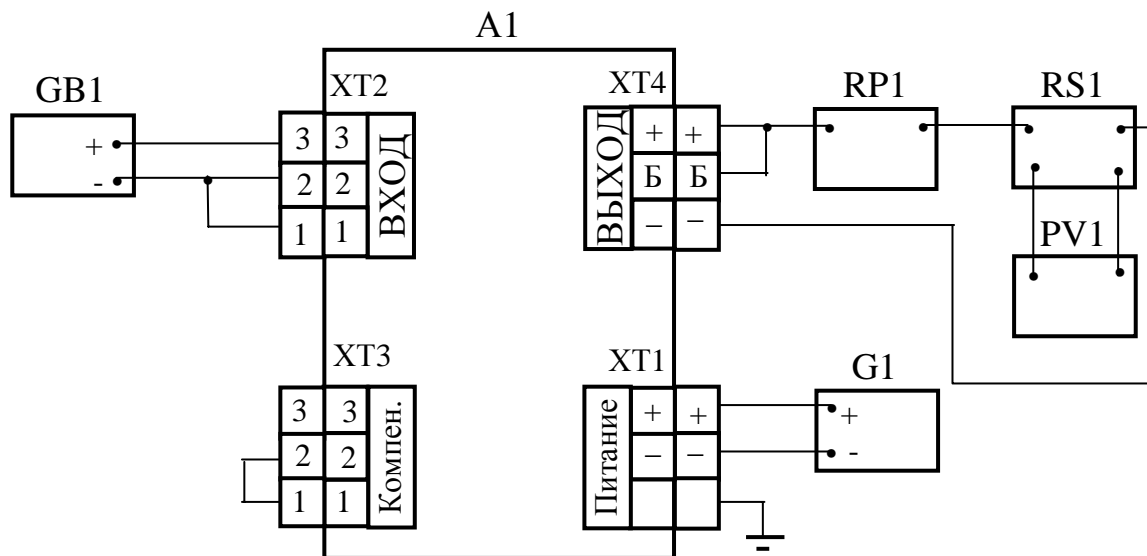 A1
GB1
XT2
XT4
RP1
RS1
+
-
3 3
2 2
1 1
ВХОД
ВЫХОД
+ +
Б Б
– –
PV1
XT3
XT1
G1
3 3
2 2
1 1
Компен.
Питание
+ +
– –
+
-